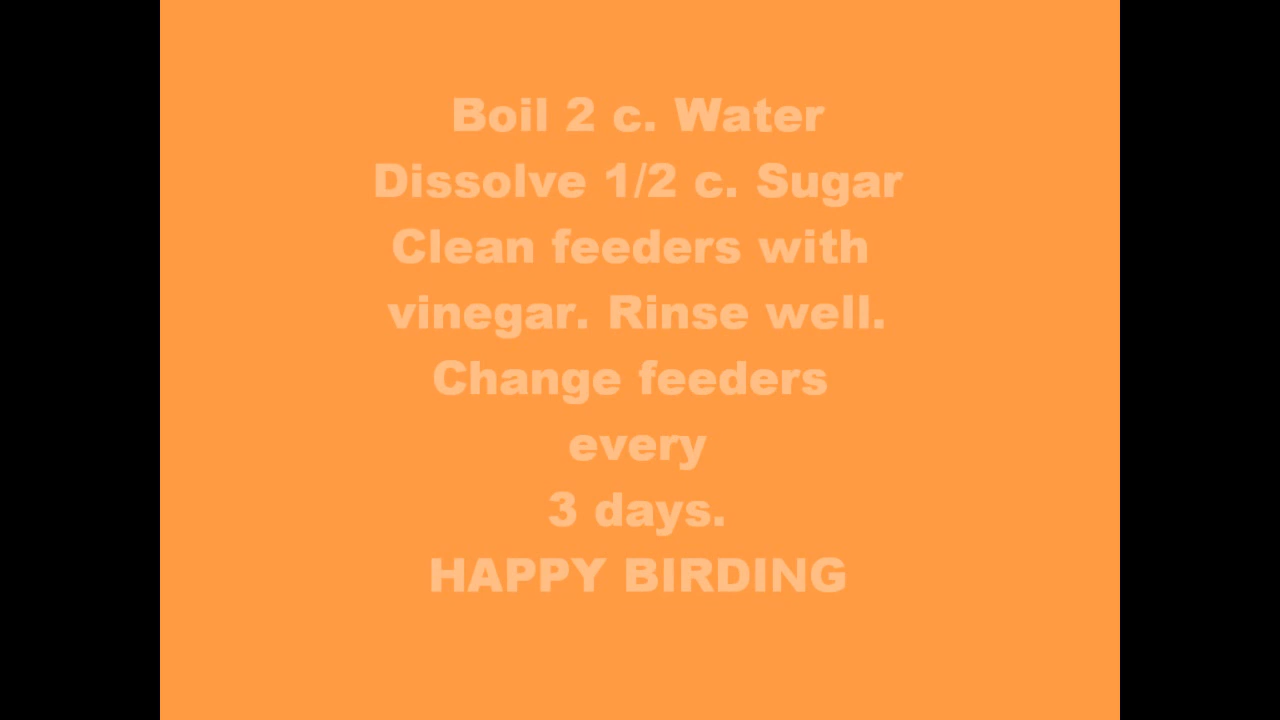 Boil 2 c. Water
Dissolve 1/2 c. Sugar
Clean feeders with
vinegar. Rinse well.
Change feeders
every
3 days.
HAPPY BIRDING